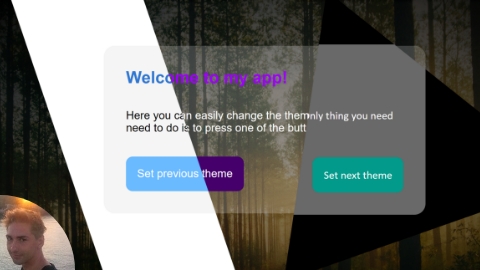 Welcome to my app!
Here you can easily change the themnly thing you need
need to do is to press one of the butt
Set previous theme
Set next theme